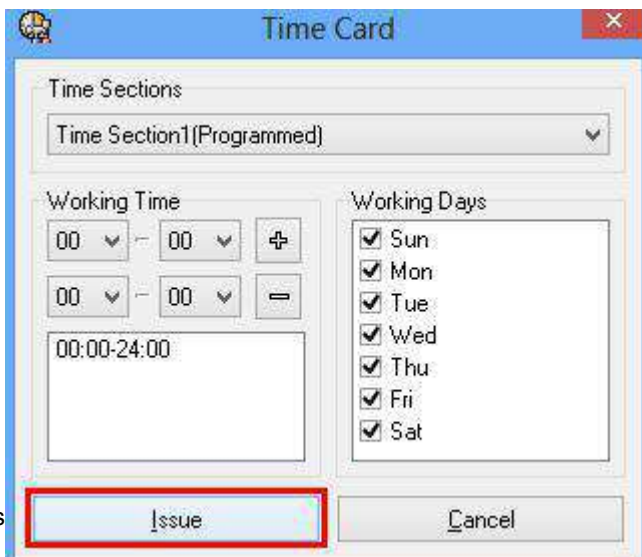 Time Card
Time Sections
Time Section1(Programmed)
Working Time
00 - 00
00 - 00
00:00-24:00
Working Days
Sun
Mon
Tue
Wed
Thu
Fri
Sat
s
Issue
Cancel